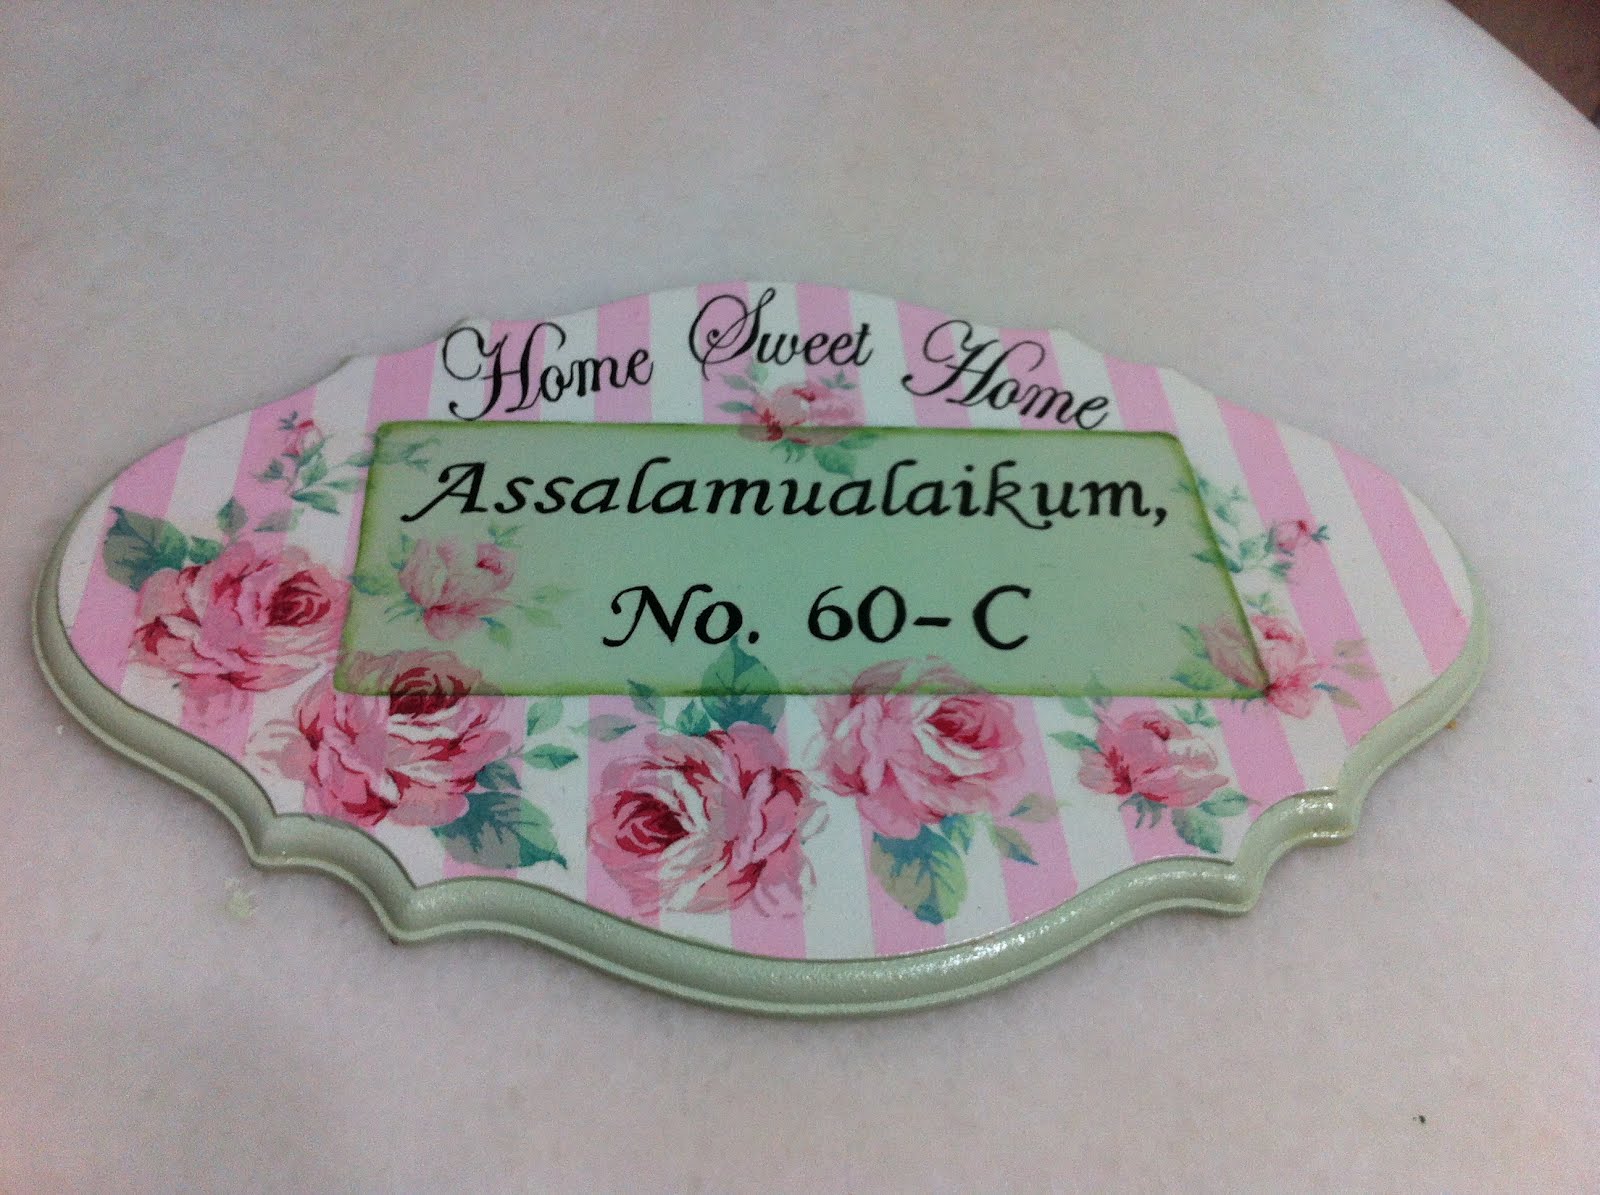 Home Sweet Home
Assalamualaikum,
No. 60-C